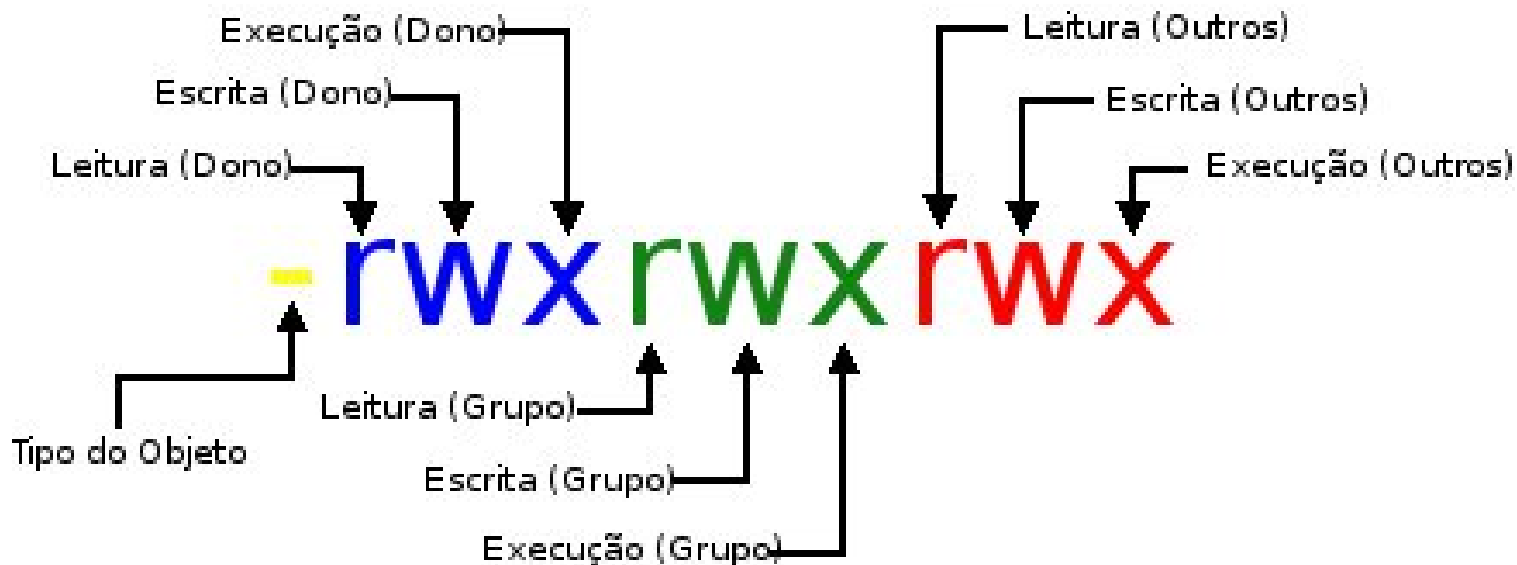 Execução (Dono)
Leitura (Outros)
Escrita (Dono)
Escrita (Outros)
Leitura (Dono)
Execução (Outros)
-rwxrwxrwx
Leitura (Grupo)
Tipo do Objeto
Escrita (Grupo)
Execução (Grupo)